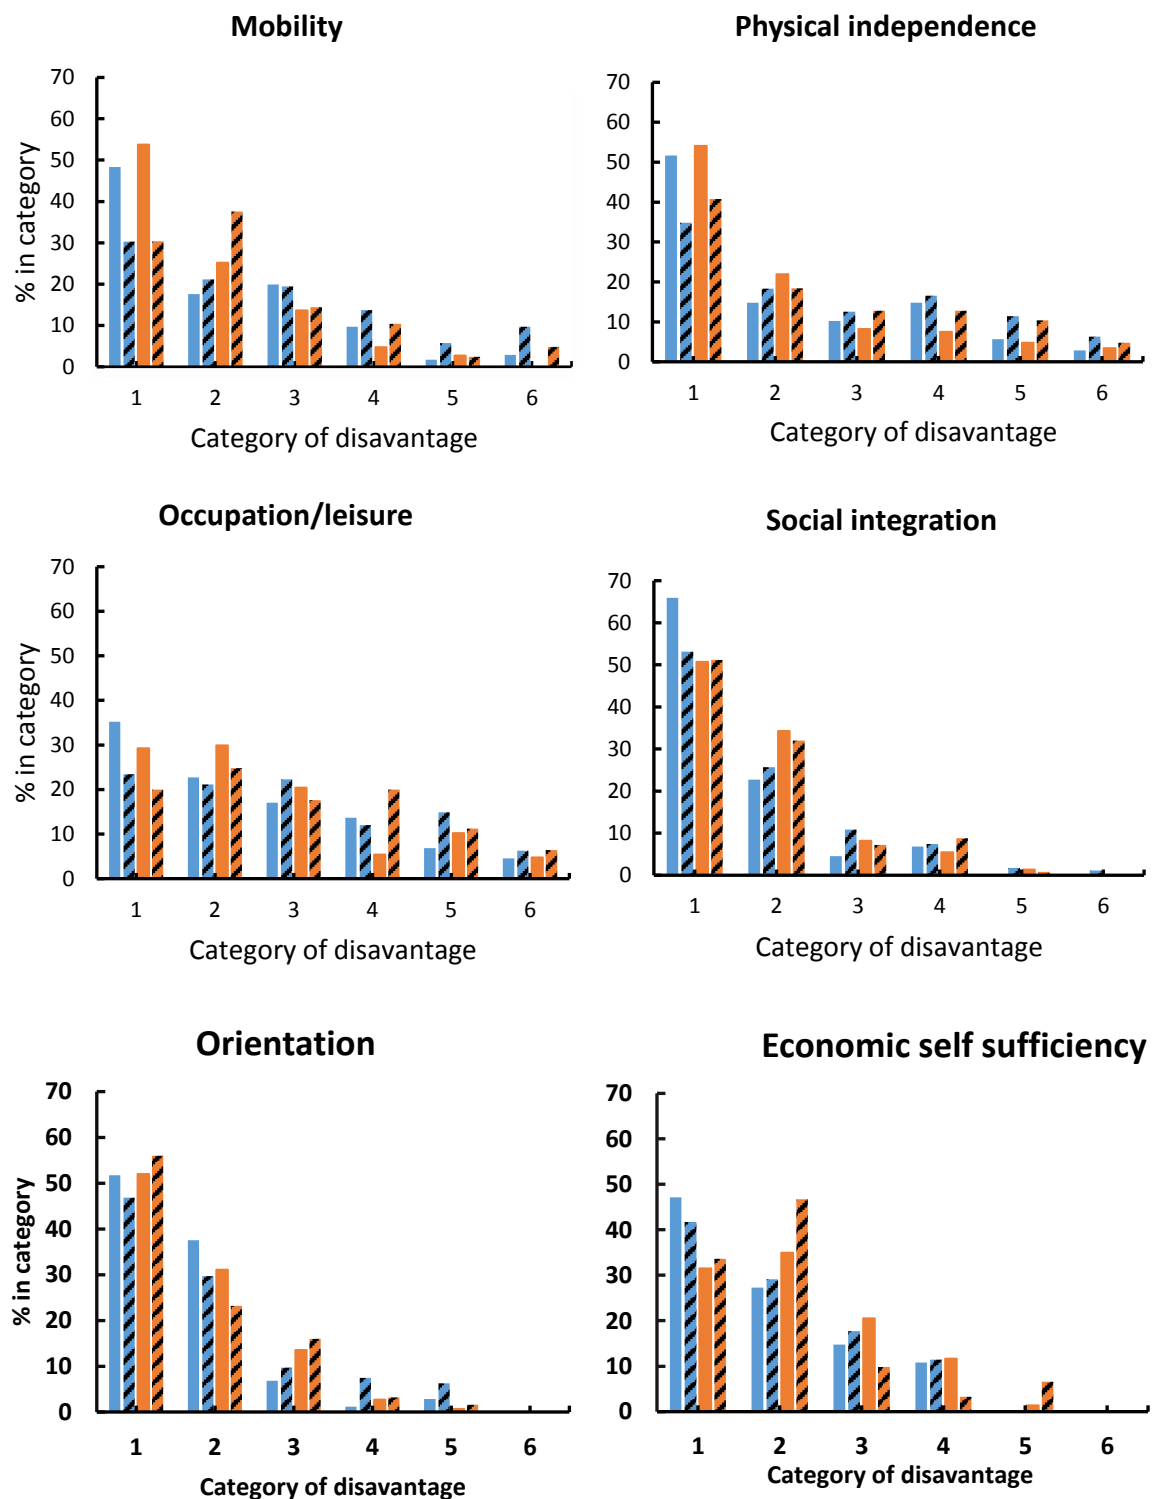 Mobility
70
60
50
40
30
20
10
0
% in category
1 2 3 4 5 6
Category of disavantage
Physical independence
70
60
50
40
30
20
10
0
1 2 3 4 5 6
Category of disavantage
Occupation/leisure
70
60
50
40
30
20
10
0
% in category
1 2 3 4 5 6
Category of disavantage
Social integration
70
60
50
40
30
20
10
0
1 2 3 4 5 6
Category of disavantage
Orientation
70
60
50
40
30
20
10
0
% in category
1 2 3 4 5 6
Category of disavantage
Economic self sufficiency
70
60
50
40
30
20
10
0
1 2 3 4 5 6
Category of disavantage